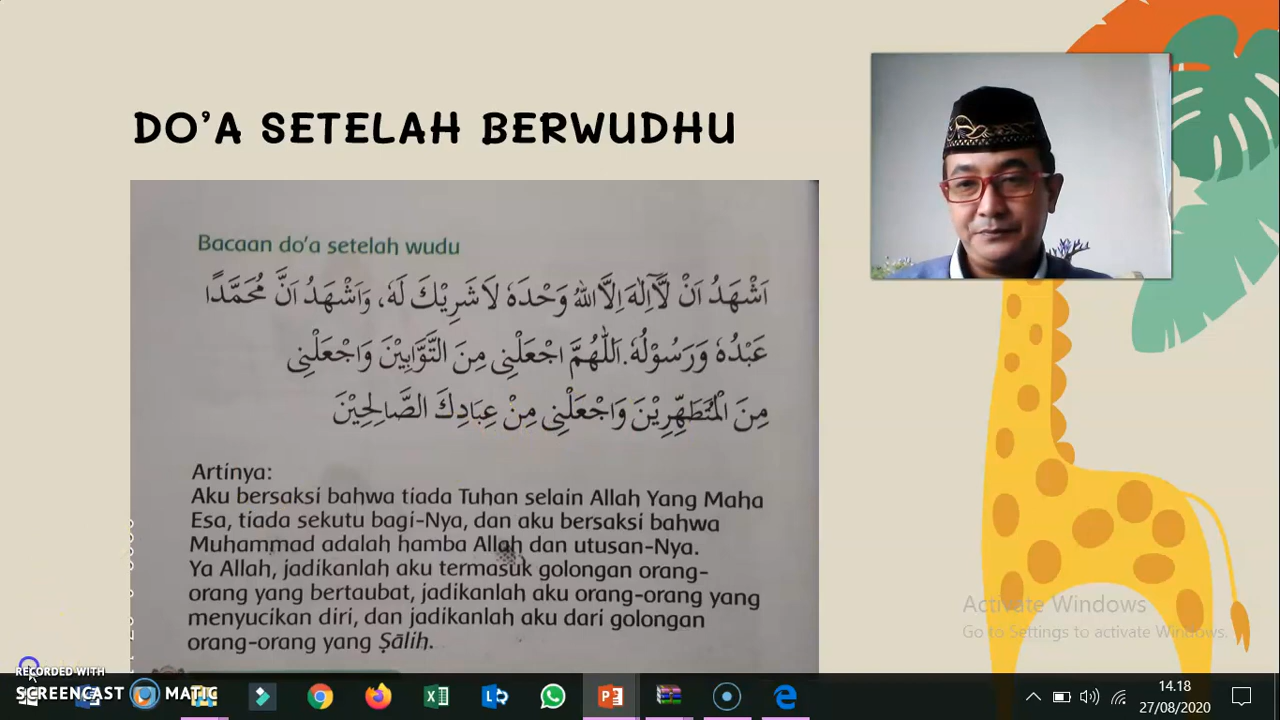 DO'A SETELAH BERWUDHU
Bacaan do'a setelah wudu
اَشْهَدُ اَنْ لَّآاِلٰهَ اِلَّااللهُ وَحْدَهٗ لَا شَرِيْكَ لَهٗ، وَاَشْهَدُ اَنَّ مُحَمَّدًا
عَبْدُهٗ وَرَسُوْلُهٗ. اَللّٰهُمَّ اجْعَلْنِى مِنَ التَّوَّابِيْنَ وَاجْعَلْنِى
مِنَ الْمُتَطَهِّرِيْنَ وَاجْعَلْنِى مِنْ عِبَادِكَ الصَّالِحِيْنَ
Artinya:
Aku bersaksi bahwa tiada Tuhan selain Allah Yang Maha
Esa, tiada sekutu bagi-Nya, dan aku bersaksi bahwa
Muhammad adalah hamba Allah dan utusan-Nya.
Ya Allah, jadikanlah aku termasuk golongan orang-
orang yang bertaubat, jadikanlah aku orang-orang yang
menyucikan diri, dan jadikanlah aku dari golongan
orang-orang yang Ṣāliḥ.
Activate Windows
Go to Settings to activate Windows.
RECORDED WITH
SCREENCAST MATIC
14.18
27/08/2020